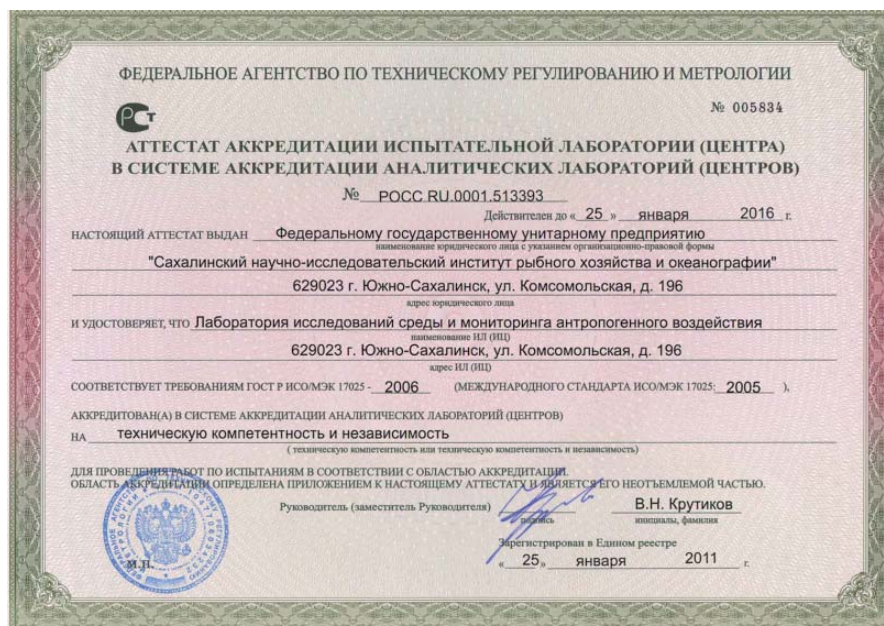 ФЕДЕРАЛЬНОЕ АГЕНТСТВО ПО ТЕХНИЧЕСКОМУ РЕГУЛИРОВАНИЮ И МЕТРОЛОГИИ
№ 005834
РСТ
АТТЕСТАТ АККРЕДИТАЦИИ ИСПЫТАТЕЛЬНОЙ ЛАБОРАТОРИИ (ЦЕНТРА)
В СИСТЕМЕ АККРЕДИТАЦИИ АНАЛИТИЧЕСКИХ ЛАБОРАТОРИЙ (ЦЕНТРОВ)
№ РОСС RU.0001.513393
Действителен до « 25 » января 2016 г.
НАСТОЯЩИЙ АТТЕСТАТ ВЫДАН Федеральному государственному унитарному предприятию
наименование юридического лица с указанием организационно-правовой формы
"Сахалинский научно-исследовательский институт рыбного хозяйства и океанографии"
629023 г. Южно-Сахалинск, ул. Комсомольская, д. 196
адрес юридического лица
И УДОСТОВЕРЯЕТ, ЧТО Лаборатория исследований среды и мониторинга антропогенного воздействия
наименование ИЛ (ИЦ)
629023 г. Южно-Сахалинск, ул. Комсомольская, д. 196
адрес ИЛ (ИЦ)
СООТВЕТСТВУЕТ ТРЕБОВАНИЯМ ГОСТ Р ИСО/МЭК 17025 - 2006 (МЕЖДУНАРОДНОГО СТАНДАРТА ИСО/МЭК 17025: 2005 ),
АККРЕДИТОВАН(А) В СИСТЕМЕ АККРЕДИТАЦИИ АНАЛИТИЧЕСКИХ ЛАБОРАТОРИЙ (ЦЕНТРОВ)
НА техническую компетентность и независимость
( техническую компетентность или техническую компетентность и независимость)
ДЛЯ ПРОВЕДЕНИЯ РАБОТ ПО ИСПЫТАНИЯМ В СООТВЕТСТВИИ С ОБЛАСТЬЮ АККРЕДИТАЦИИ.
ОБЛАСТЬ АККРЕДИТАЦИИ ОПРЕДЕЛЕНА ПРИЛОЖЕНИЕМ К НАСТОЯЩЕМУ АТТЕСТАТУ И ЯВЛЯЕТСЯ ЕГО НЕОТЪЕМЛЕМОЙ ЧАСТЬЮ.
Руководитель (заместитель Руководителя) В.Н. Крутиков
подпись инициалы, фамилия
М.П.
Зарегистрирован в Едином реестре
« 25 » января 2011 г.